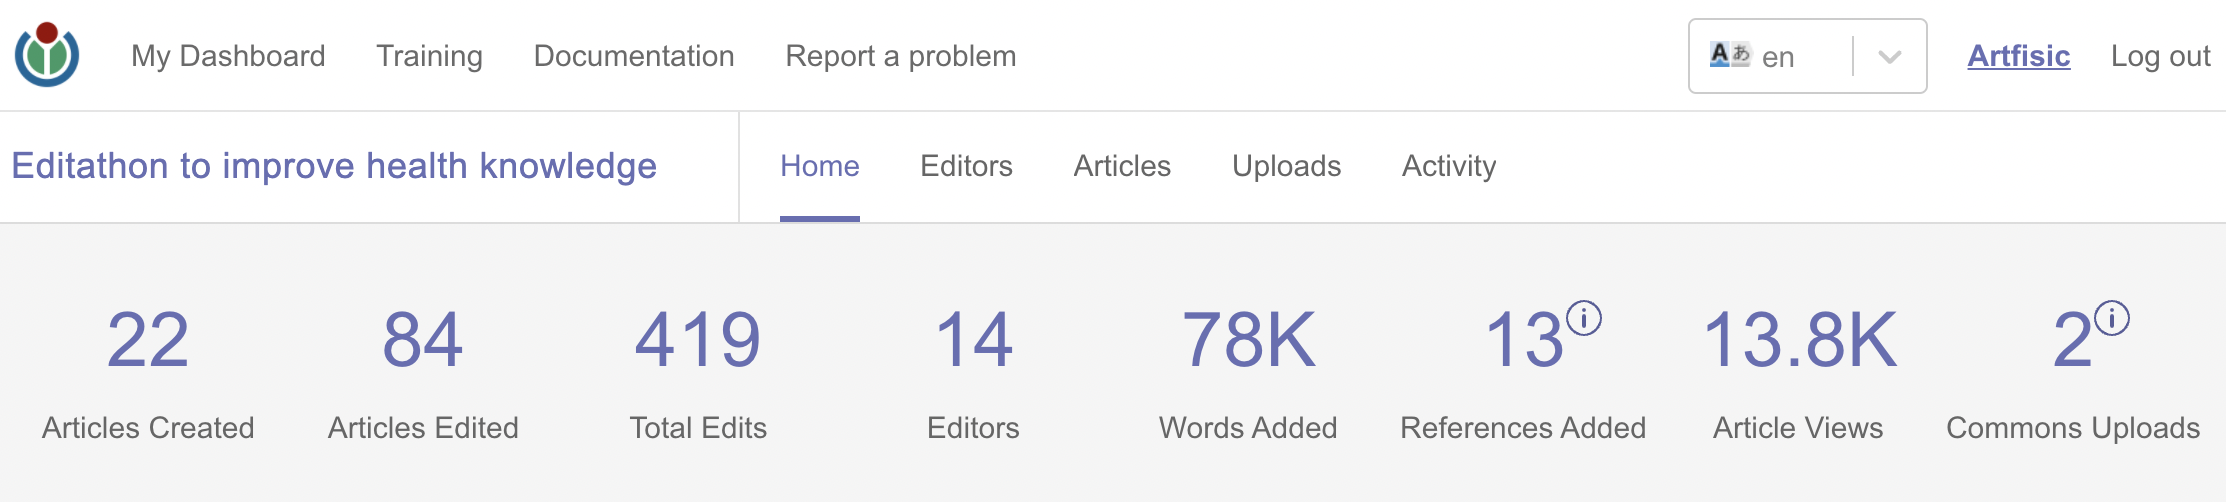 My Dashboard Training Documentation Report a problem Aあ en Artfisic Log out
Editathon to improve health knowledge Home Editors Articles Uploads Activity
22 84 419 14 78K 13 i 13.8K 2 i
Articles Created Articles Edited Total Edits Editors Words Added References Added Article Views Commons Uploads